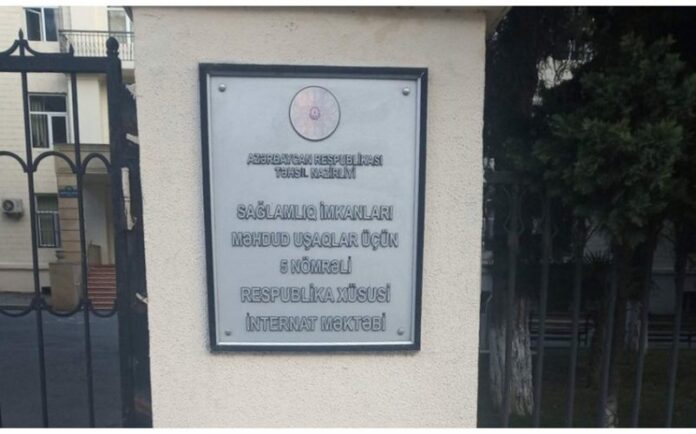 AZƏRBAYCAN RESPUBLİKASI
TƏHSİL NAZİRLİYİ
SAĞLAMLIQ İMKANLARI
MƏHDUD UŞAQLAR ÜÇÜN
5 NÖMRƏLİ
RESPUBLİKA XÜSUSİ
İNTERNAT MƏKTƏBİ